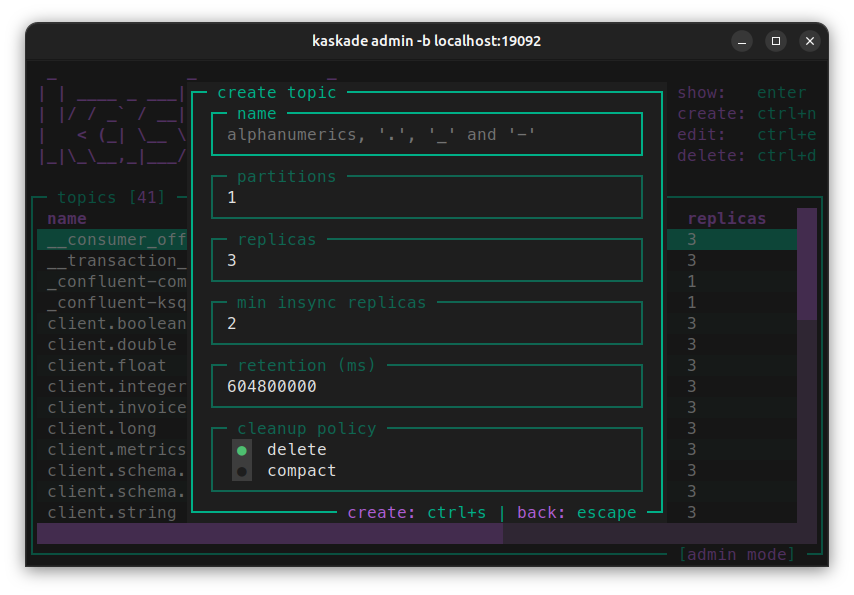 kaskade admin -b localhost:19092
create topic
show: enter
name
create: ctrl+n
alphanumerics, '.', '_' and '-'
edit: ctrl+e
delete: ctrl+d
partitions
topics [41]
1
name
replicas
replicas
__consumer_off
3
3
__transaction_
3
_confluent-com
1
min insync replicas
_confluent-ksq
1
client.boolean
2
3
client.double
3
client.float
retention (ms)
3
client.integer
604800000
3
client.invoice
3
client.long
cleanup policy
3
client.metrics
delete
3
client.schema.
compact
3
client.schema.
3
client.string
create: ctrl+s | back: escape
3
[admin mode]